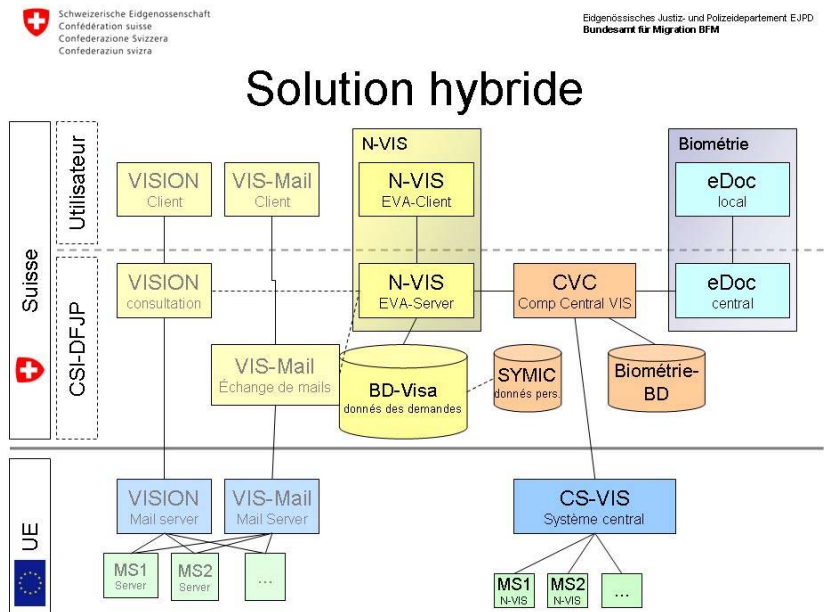 Schweizerische Eidgenossenschaft
Confédération suisse
Confederazione Svizzera
Confederaziun svizra
Eidgenössisches Justiz- und Polizeidepartement EJPD
Bundesamt für Migration BFM
Solution hybride
Suisse
Utilisateur
VISION
Client
VIS-Mail
Client
N-VIS
N-VIS
EVA-Client
Biométrie
eDoc
local
CSI-DFJP
VISION
consultation
N-VIS
EVA-Server
CVC
Comp Central VIS
eDoc
central
VIS-Mail
Échange de mails
BD-Visa
donnés des demandes
SYMIC
donnés pers.
Biométrie-
BD
UE
VISION
Mail server
VIS-Mail
Mail Server
CS-VIS
Système central
MS1
Server
MS2
Server
...
MS1
N-VIS
MS2
N-VIS
...